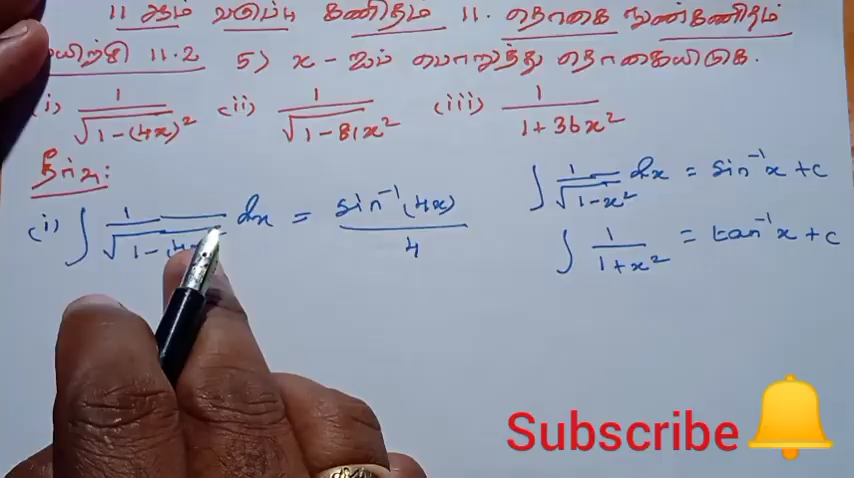 11 ஆம் வகுப்பு கணிதம் 11. தொகை நுண்கணிதம்
11.2 5) x - ஐப் பொறுத்து தொகையிடுக.
(i) 1/√(1-(4x)²) (ii) 1/√(1-81x²) (iii) 1/(1+36x²)
தீர்வு:
∫ 1/√(1-x²) dx = sin⁻¹x + c
(i) ∫ 1/√(1-(4x dx = sin⁻¹(4x)/4
∫ 1/(1+x²) = tan⁻¹x + c
Subscribe